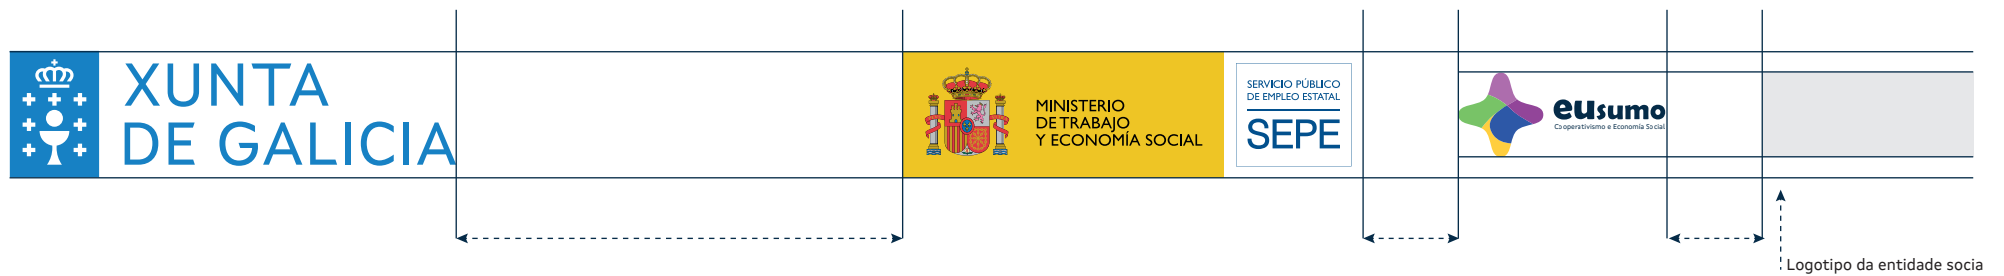 XUNTA
DE GALICIA
MINISTERIO
DE TRABAJO
Y ECONOMÍA SOCIAL
SERVICIO PÚBLICO
DE EMPLEO ESTATAL
SEPE
eusumo
Cooperativismo e Economía Social
Logotipo da entidade socia